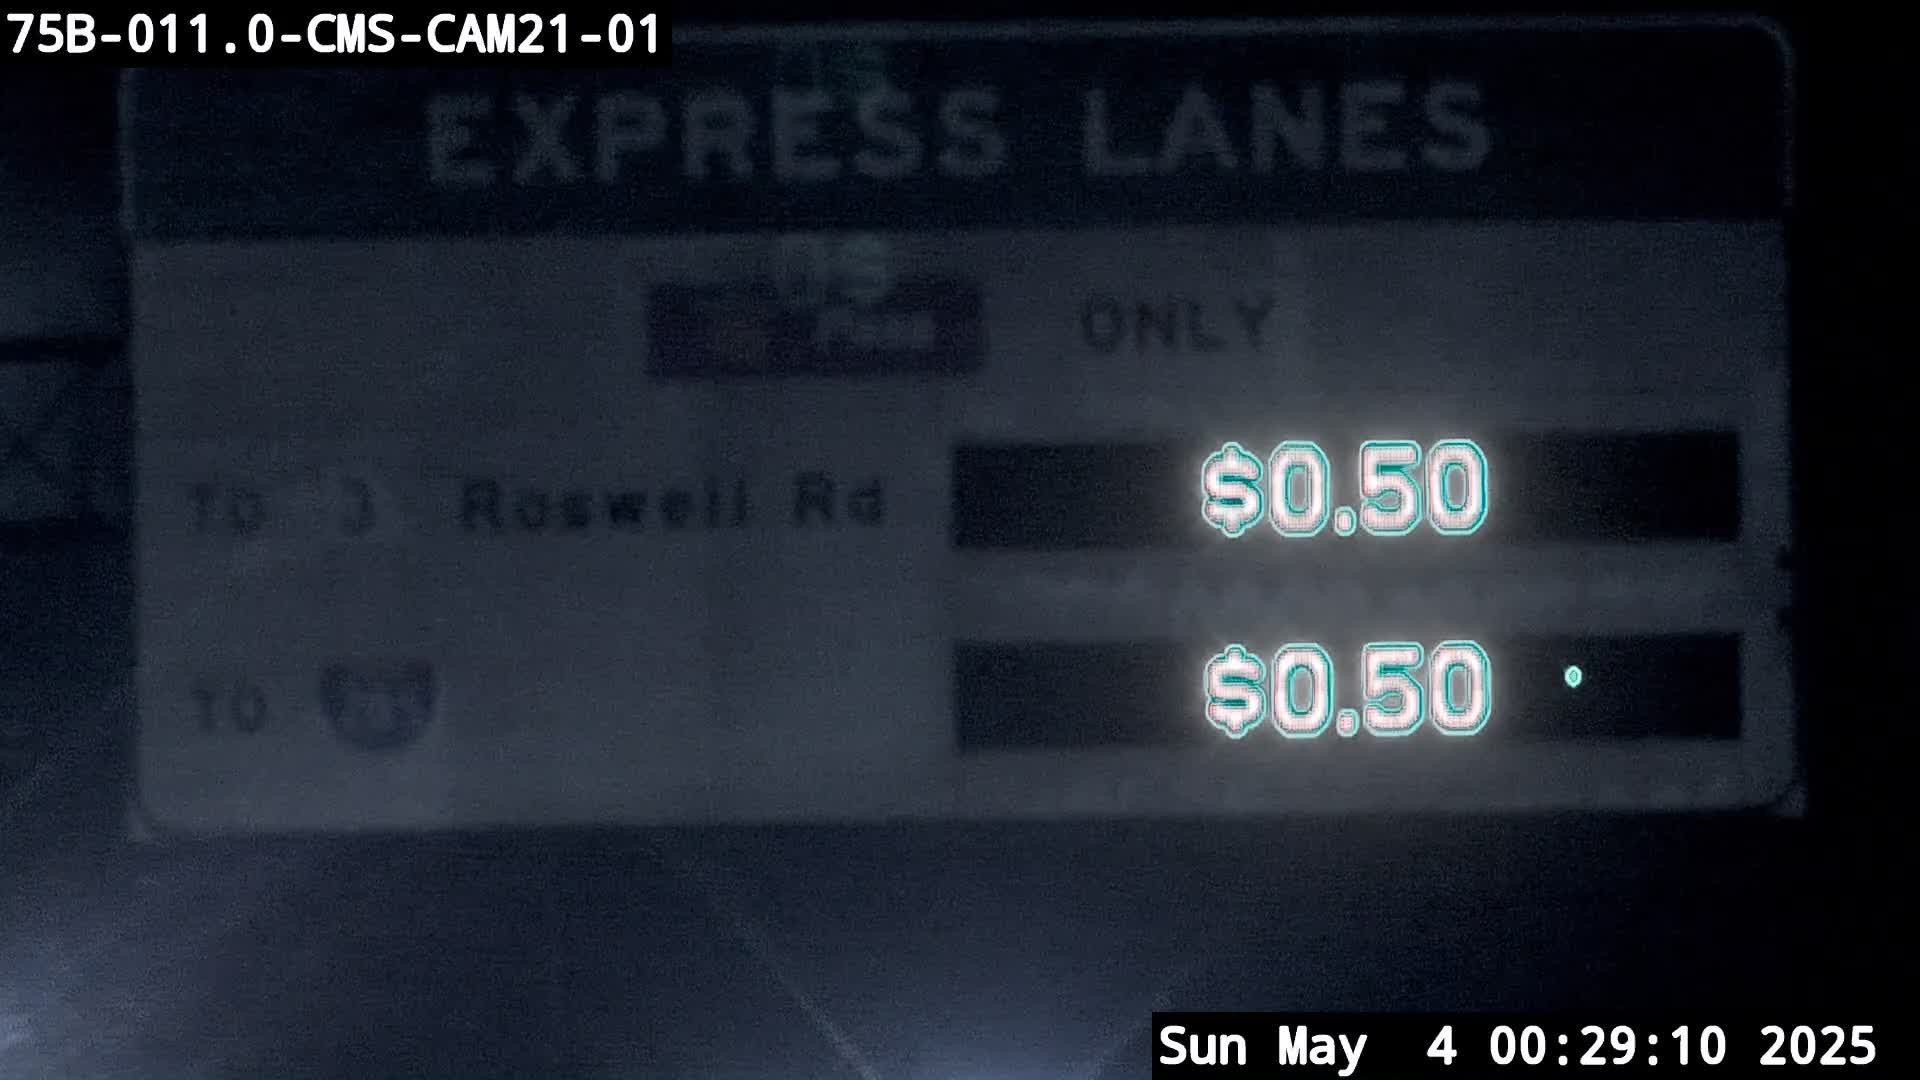 75B-011.0-CMS-CAM21-01
EXPRESS LANES
ONLY
TO 3 Roswell Rd $0.50
TO $0.50
Sun May 4 00:29:10 2025